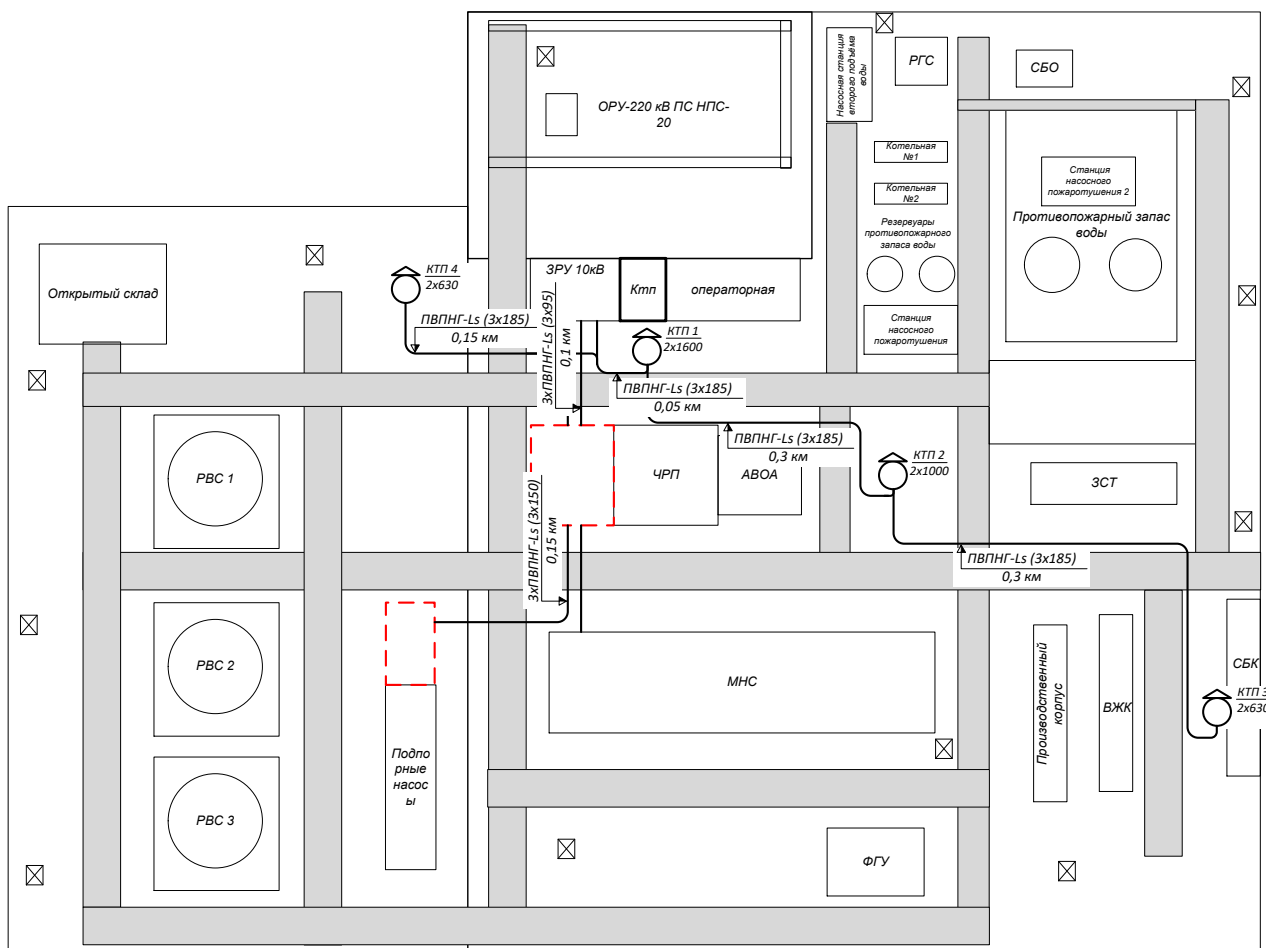 ОРУ-220 кВ ПС НПС-
20
Насосная станция
второго подъёма
воды
РГС
СБО
Котельная
№1
Котельная
№2
Станция
насосного
пожаротушения 2
Противопожарный запас
воды
Резервуары
противопожарного
запаса воды
Станция
насосного
пожаротушения
Открытый склад
КТП 4
2х630
ЗРУ 10кВ
Ктп
операторная
КТП 1
2х1600
ПВПНГ-Ls (3х185)
0,15 км
3хПВПНГ-Ls (3х95)
0,1 км
ПВПНГ-Ls (3х185)
0,05 км
ПВПНГ-Ls (3х185)
0,3 км
КТП 2
2х1000
РВС 1
ЧРП
АВОА
ЗСТ
3хПВПНГ-Ls (3х150)
0,15 км
ПВПНГ-Ls (3х185)
0,3 км
РВС 2
МНС
Производственный
корпус
ВЖК
СБК
КТП 3
2х630
Подпо
рные
насос
ы
РВС 3
ФГУ